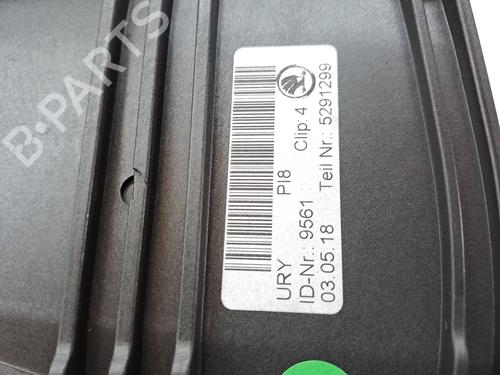 URY PI8 Clip: 4
ID-Nr.: 9561
03.05.18 Teil Nr.: 5291299
B-PARTS